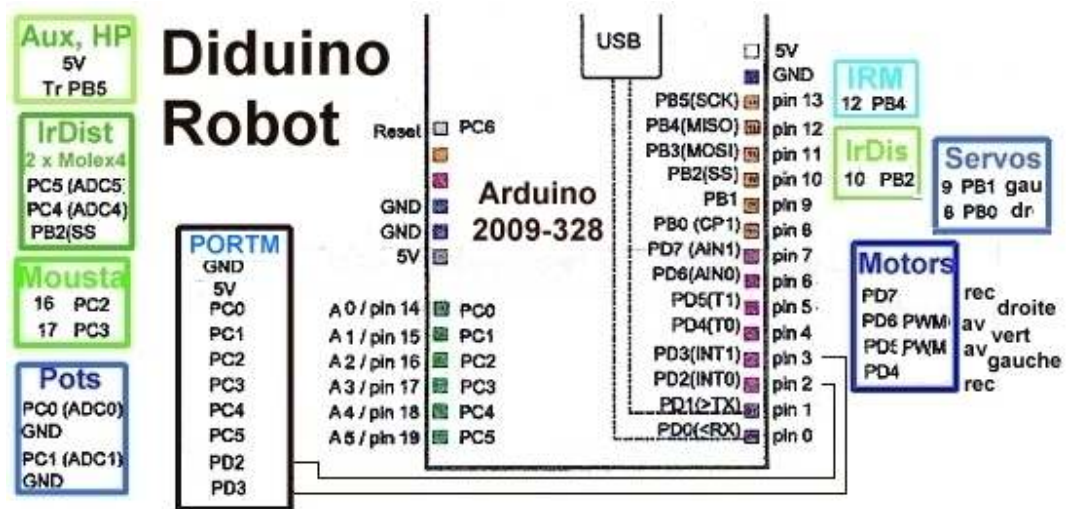 Aux, HP
5V
Tr PB5
IrDist
2 x Molex4
PC5 (ADC5)
PC4 (ADC4)
PB2(SS
Mousta
16 PC2
17 PC3
Pots
PC0 (ADC0)
GND
PC1 (ADC1)
GND
Diduino
Robot
PORTM
GND
5V
PC0
PC1
PC2
PC3
PC4
PC5
PD2
PD3
Reset PC6
GND
GND
5V
A 0 / pin 14 PC0
A 1 / pin 15 PC1
A 2 / pin 16 PC2
A 3 / pin 17 PC3
A 4 / pin 18 PC4
A 5 / pin 19 PC5
Arduino
2009-328
USB
5V
GND
PB5(SCK) pin 13
PB4(MISO) pin 12
PB3(MOSI) pin 11
PB2(SS) pin 10
PB1 pin 9
PB0 (CP1) pin 8
PD7 (AIN1) pin 7
PD6(AIN0) pin 6
PD5(T1) pin 5
PD4(T0) pin 4
PD3(INT1) pin 3
PD2(INT0) pin 2
PD1(>TX) pin 1
PD0(<RX) pin 0
IRM
12 PB4
IrDis
10 PB2
Servos
9 PB1 gau
8 PB0 dr
Motors
PD7 rec
droite
PD6 PWM av
vert
PD5 PWM av
gauche
PD4 rec